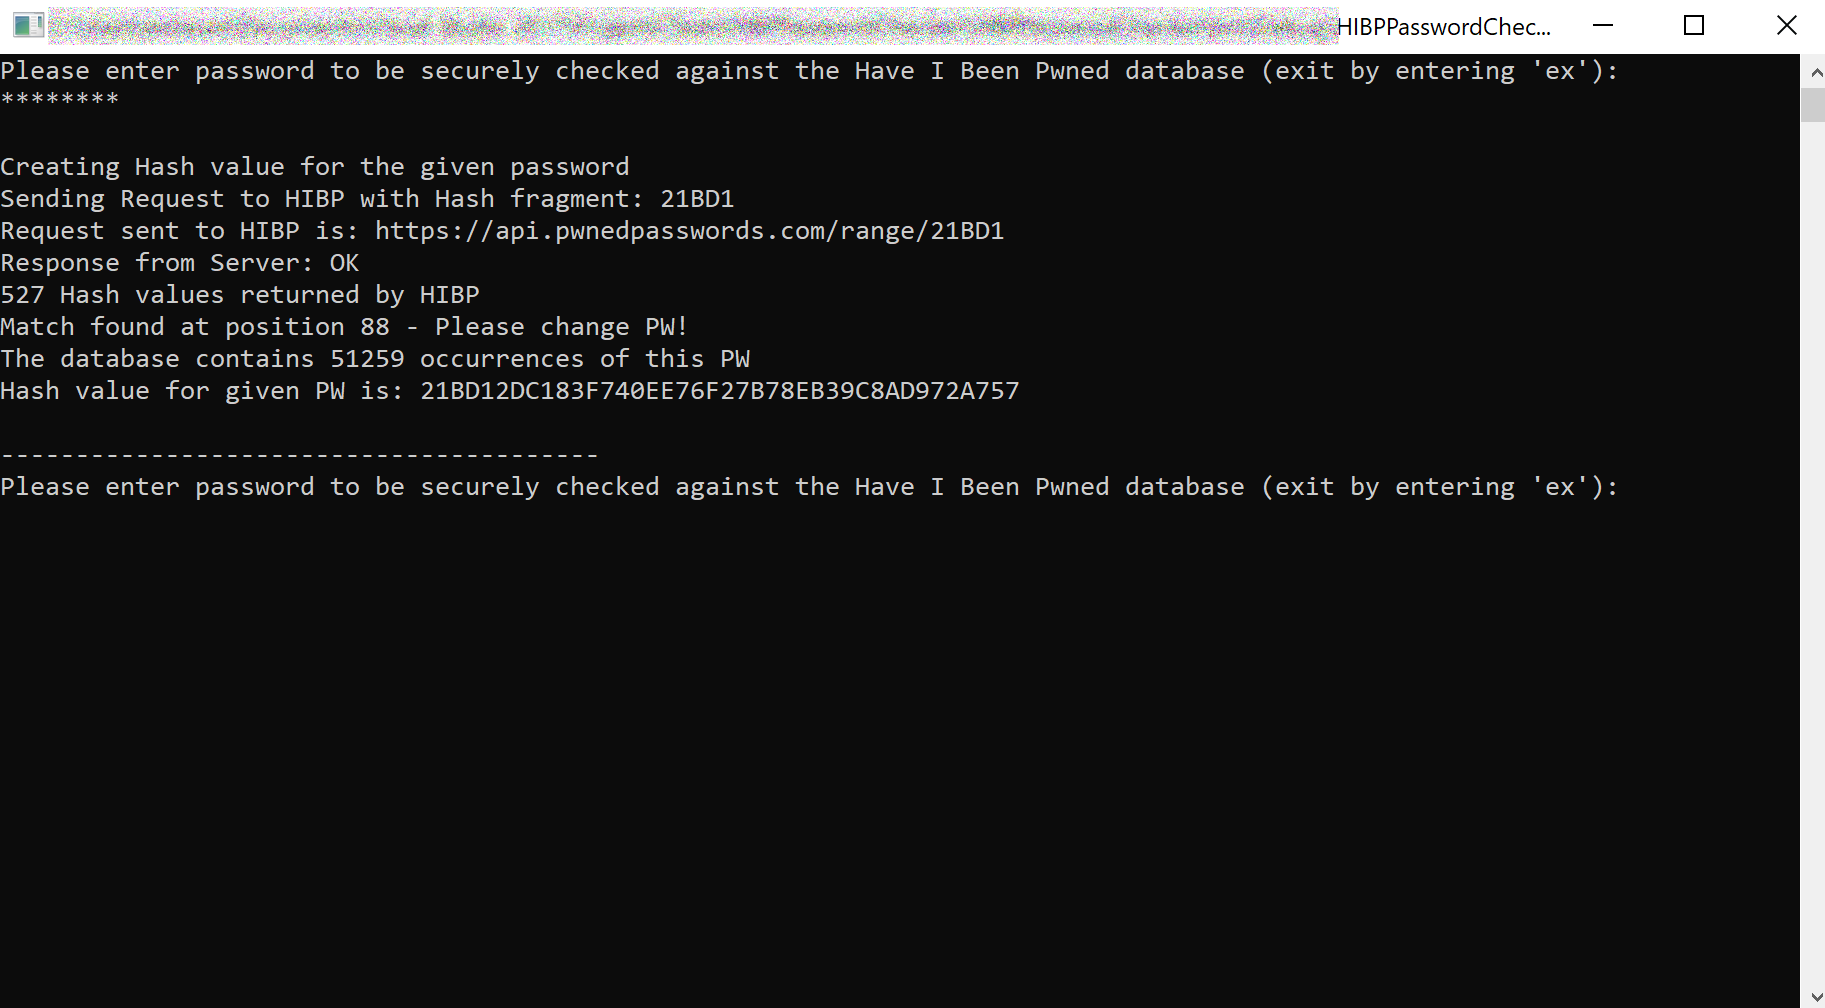 HIBPPasswordChec...
Please enter password to be securely checked against the Have I Been Pwned database (exit by entering 'ex'):
********
Creating Hash value for the given password
Sending Request to HIBP with Hash fragment: 21BD1
Request sent to HIBP is: https://api.pwnedpasswords.com/range/21BD1
Response from Server: OK
527 Hash values returned by HIBP
Match found at position 88 - Please change PW!
The database contains 51259 occurrences of this PW
Hash value for given PW is: 21BD12DC183F740EE76F27B78EB39C8AD972A757
----------------------------------------
Please enter password to be securely checked against the Have I Been Pwned database (exit by entering 'ex'):